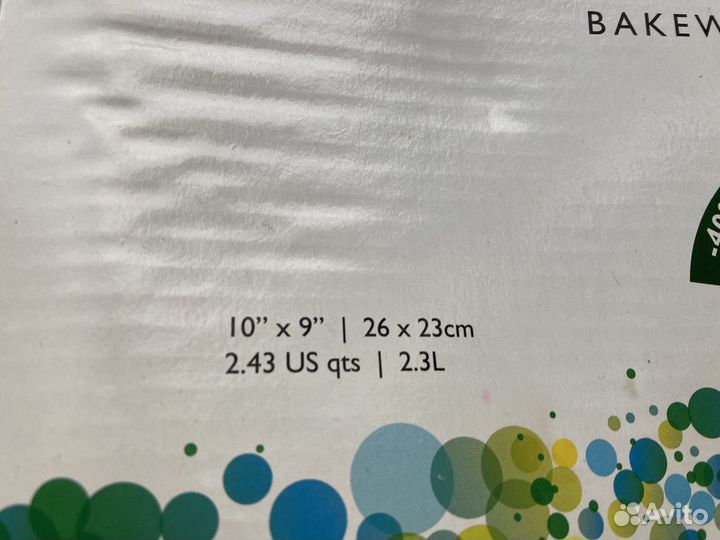 BAKEW
10” x 9” | 26 x 23cm
2.43 US qts | 2.3L
Avito